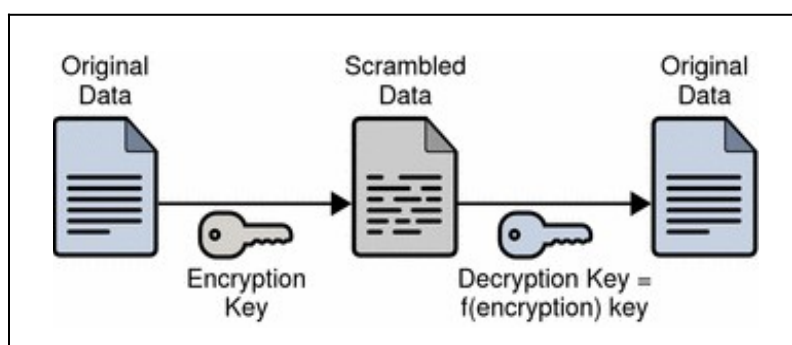 Original
Data
Scrambled
Data
Original
Data
Encryption
Key
Decryption Key =
f(encryption) key